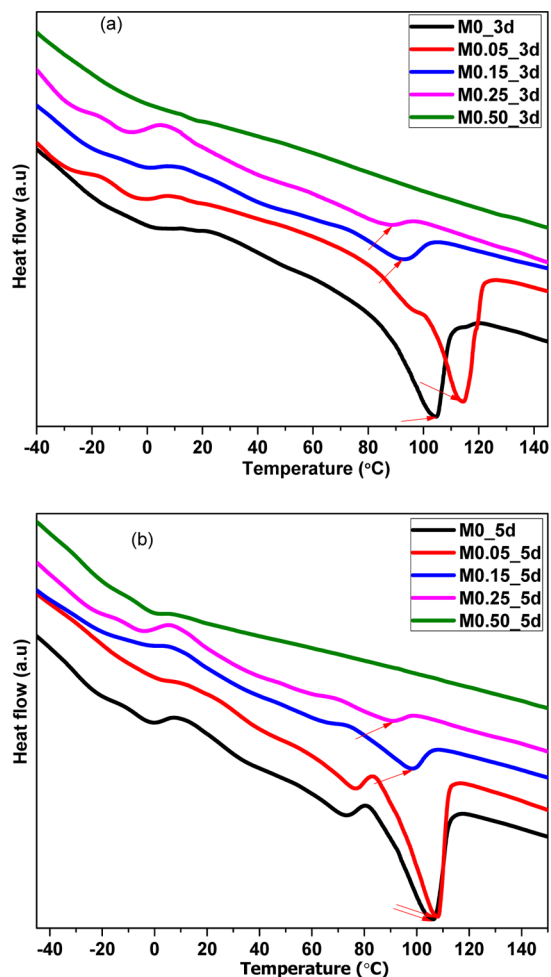 (a)
M0_3d
M0.05_3d
M0.15_3d
M0.25_3d
M0.50_3d
Heat flow (a.u)
-40 -20 0 20 40 60 80 100 120 140
Temperature (°C)
(b)
M0_5d
M0.05_5d
M0.15_5d
M0.25_5d
M0.50_5d
Heat flow (a.u)
-40 -20 0 20 40 60 80 100 120 140
Temperature (°C)